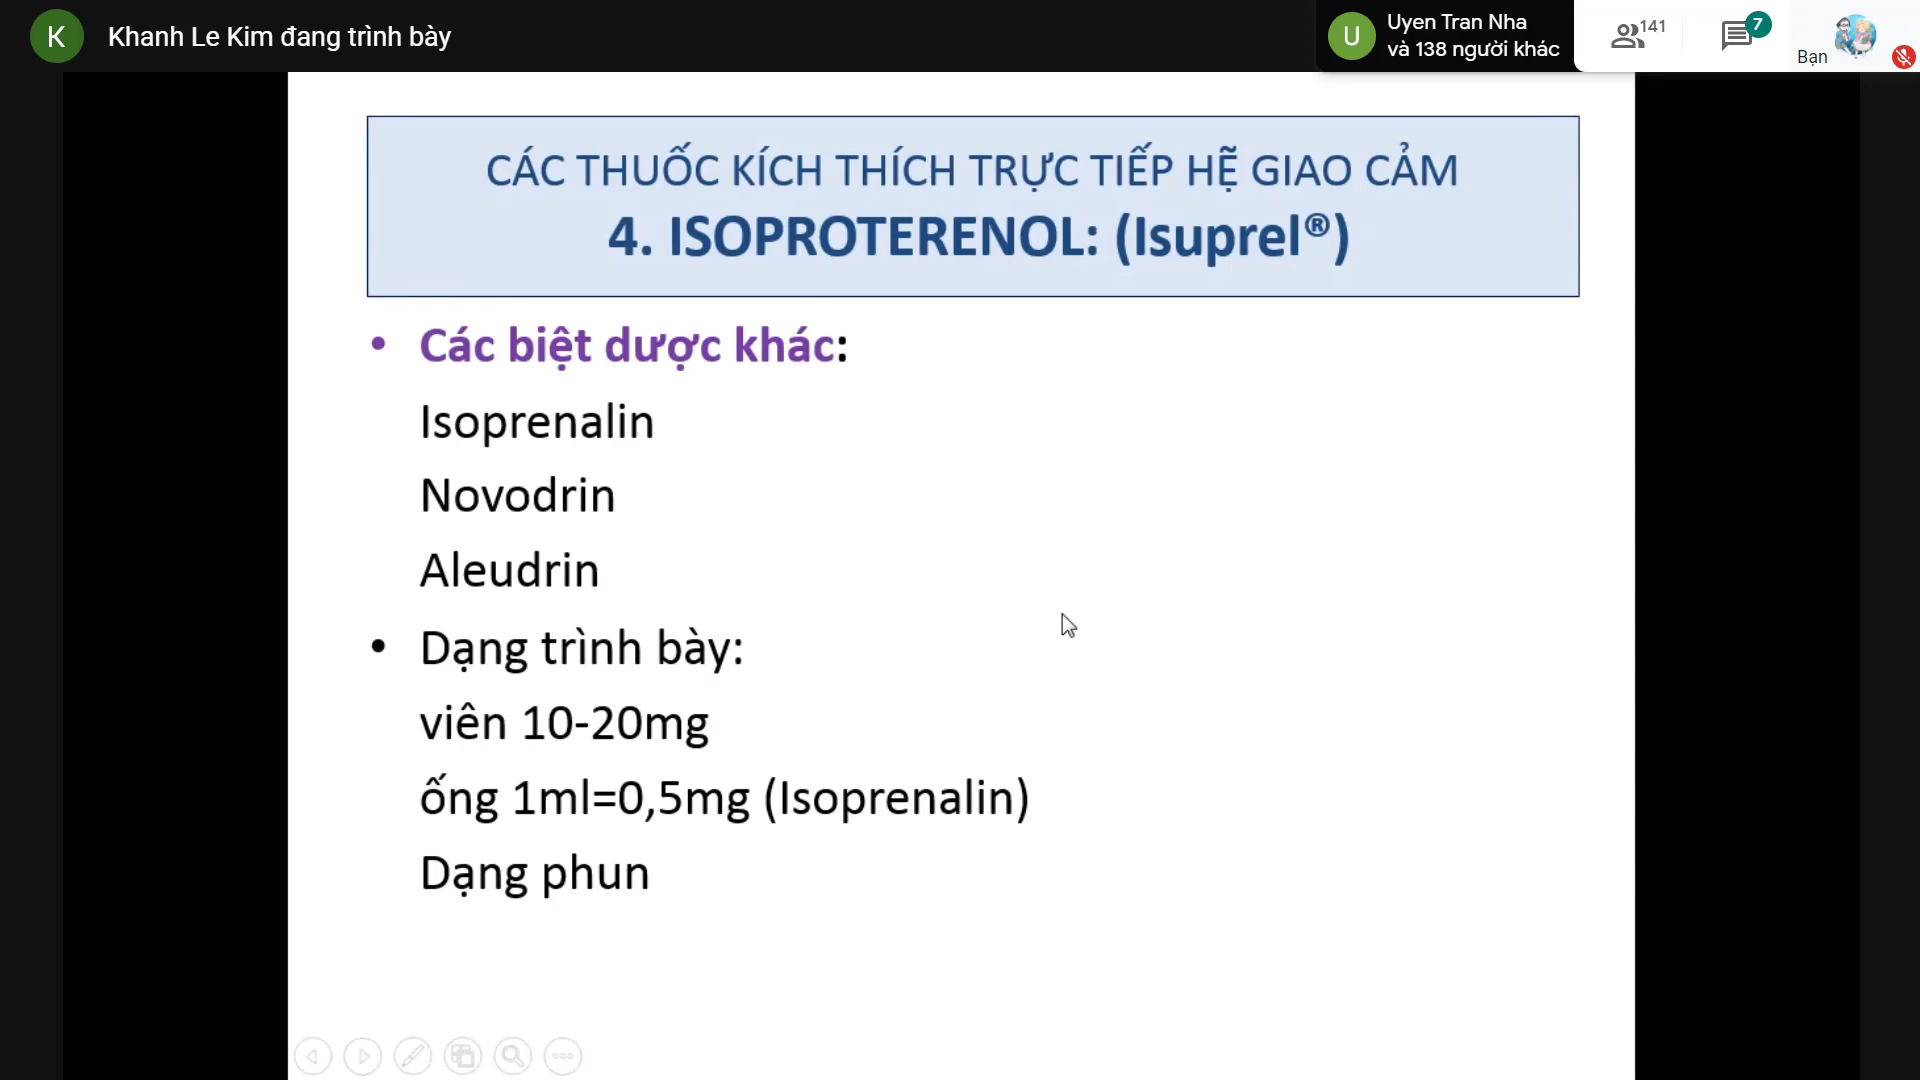 K
Khanh Le Kim đang trình bày
U
Uyen Tran Nha
và 138 người khác
141
7
Bạn
CÁC THUỐC KÍCH THÍCH TRỰC TIẾP HỆ̃ GIAO CẢM
4. ISOPROTERENOL: (Isuprel®)
• Các biệt dược khác:
Isoprenalin
Novodrin
Aleudrin
• Dạng trình bày:
viên 10-20mg
ống 1ml=0,5mg (Isoprenalin)
Dạng phun